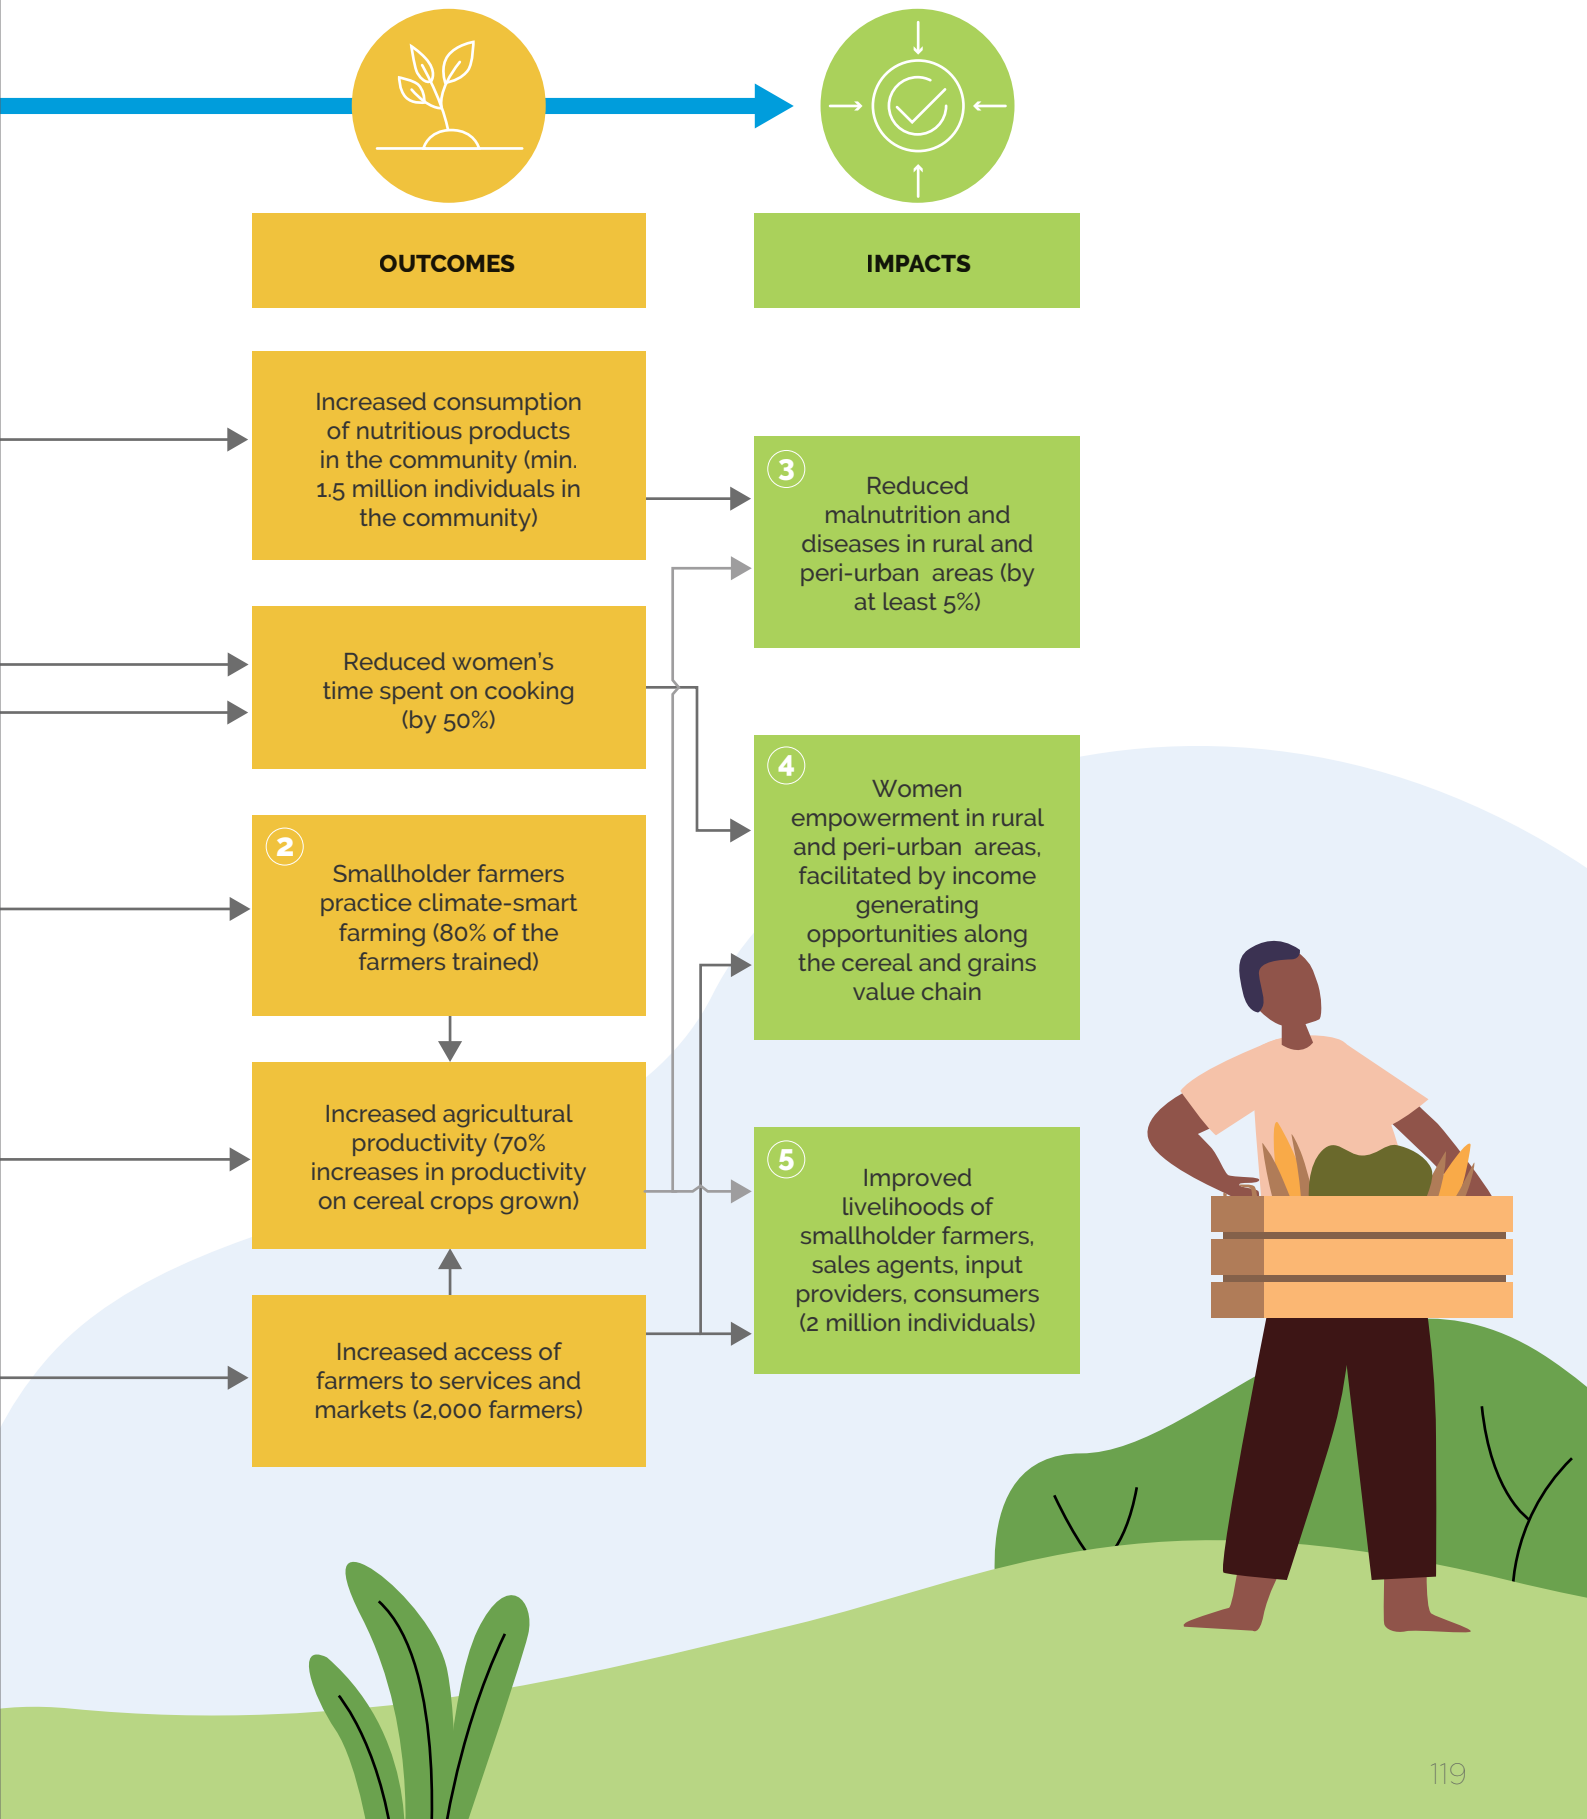 OUTCOMES
IMPACTS
Increased consumption
of nutritious products
in the community (min.
1.5 million individuals in
the community)
Reduced women's
time spent on cooking
(by 50%)
2
Smallholder farmers
practice climate-smart
farming (80% of the
farmers trained)
Increased agricultural
productivity (70%
increases in productivity
on cereal crops grown)
Increased access of
farmers to services and
markets (2,000 farmers)
3
Reduced
malnutrition and
diseases in rural and
peri-urban areas (by
at least 5%)
4
Women
empowerment in rural
and peri-urban areas,
facilitated by income
generating
opportunities along
the cereal and grains
value chain
5
Improved
livelihoods of
smallholder farmers,
sales agents, input
providers, consumers
(2 million individuals)
119